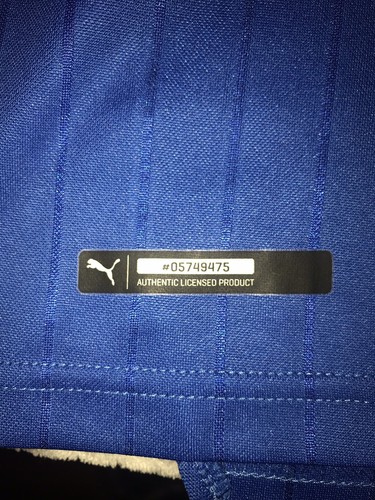 #05749475
AUTHENTIC LICENSED PRODUCT